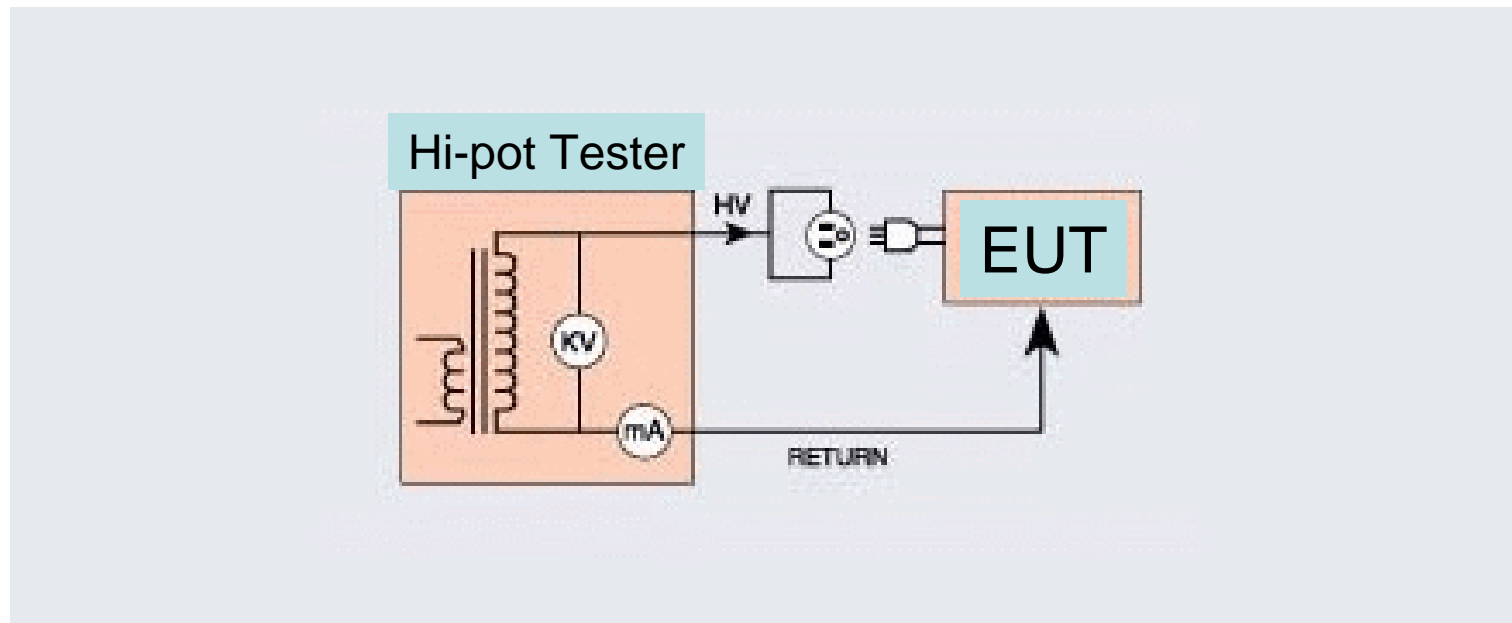 Hi-pot Tester
HV
EUT
KV
mA
RETURN